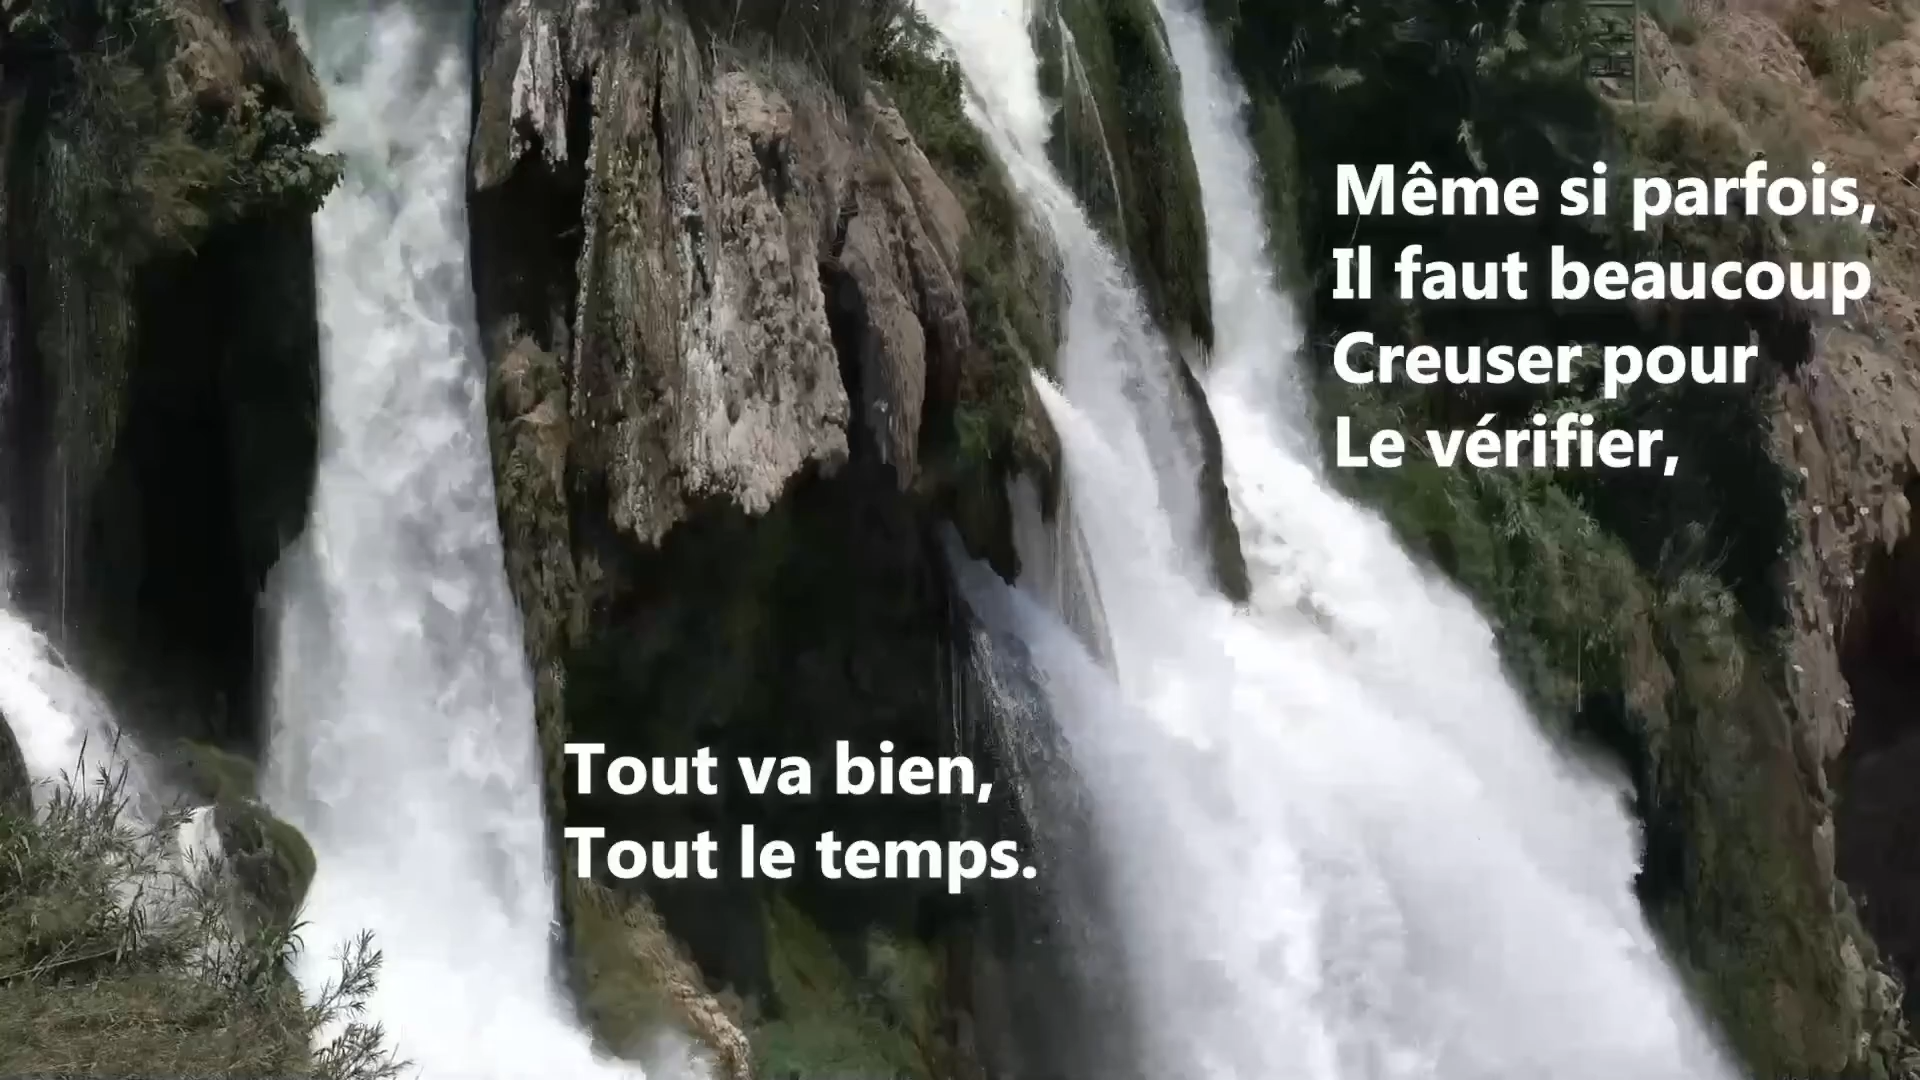 Même si parfois,
Il faut beaucoup
Creuser pour
Le vérifier,
Tout va bien,
Tout le temps.